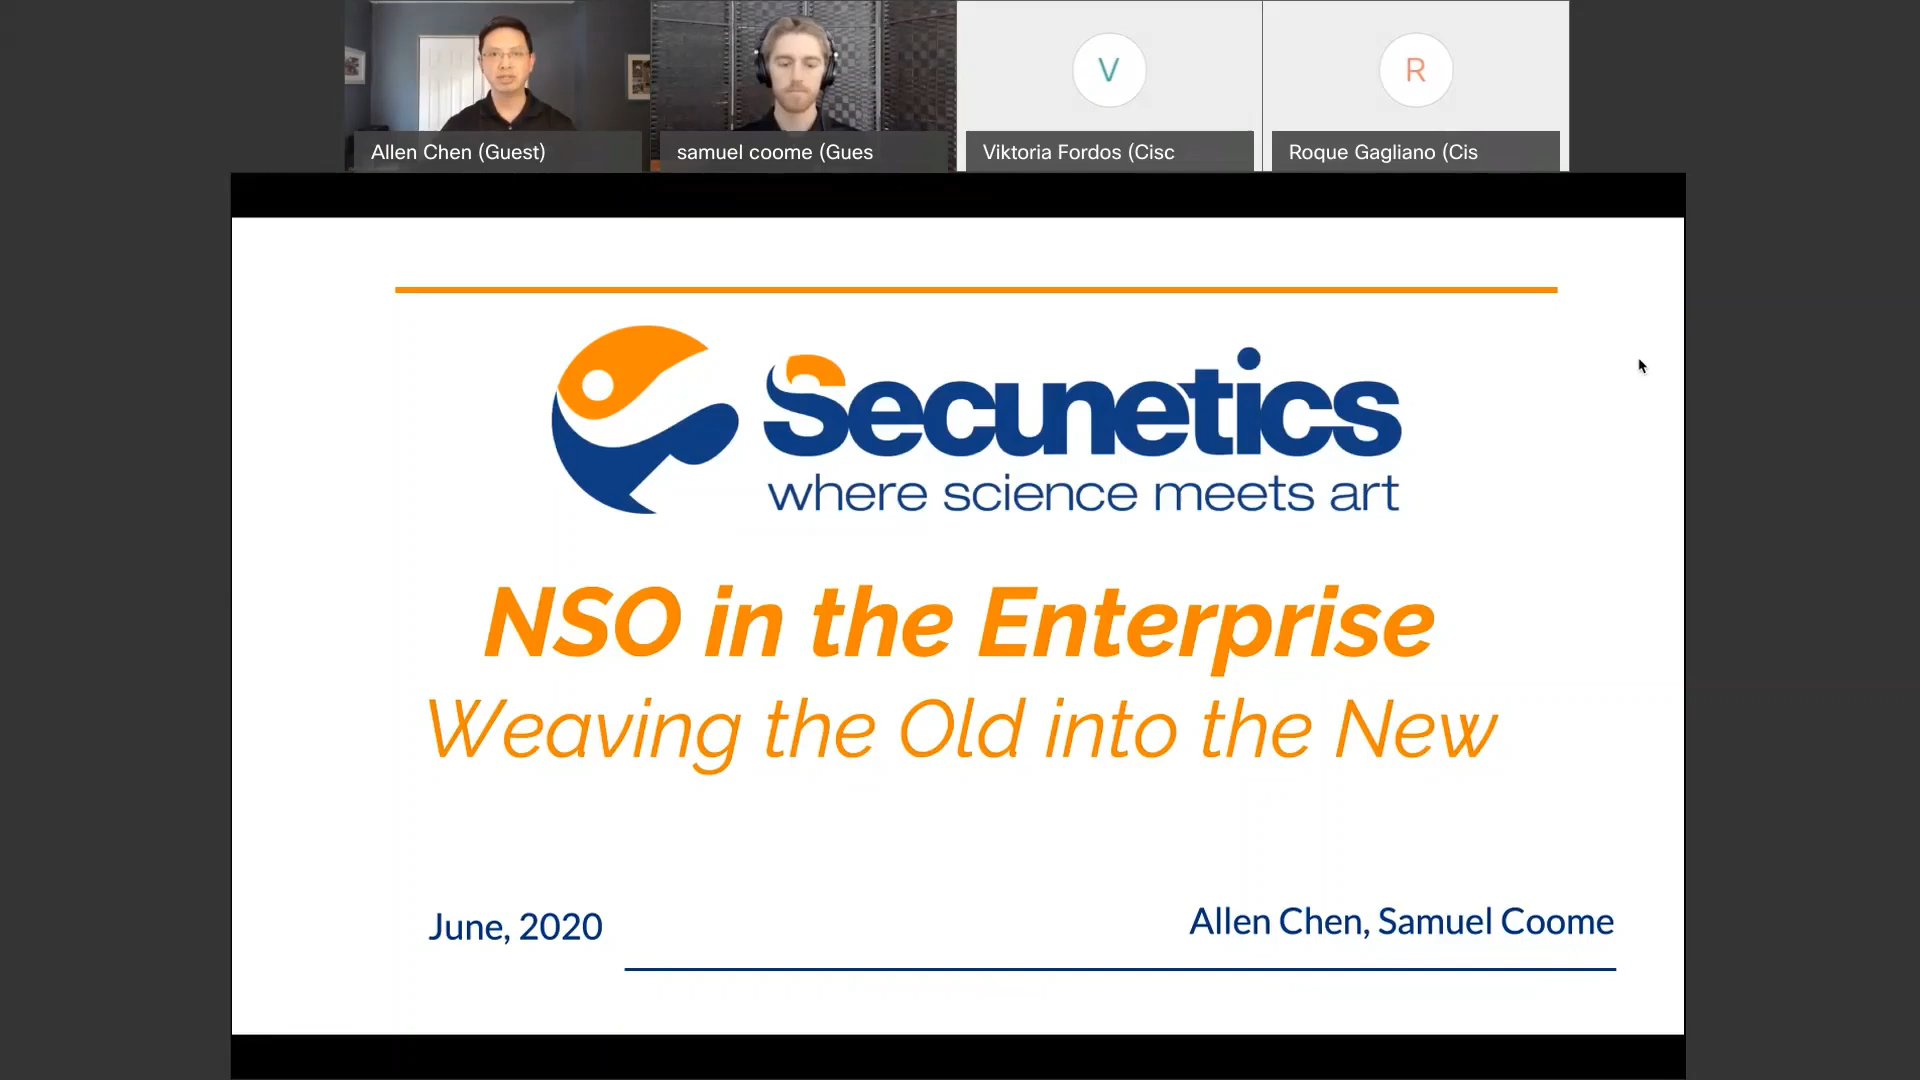 Allen Chen (Guest)
samuel coome (Gues
V
Viktoria Fordos (Cisc
R
Roque Gagliano (Cis
Secunetics
where science meets art
NSO in the Enterprise
Weaving the Old into the New
June, 2020
Allen Chen, Samuel Coome